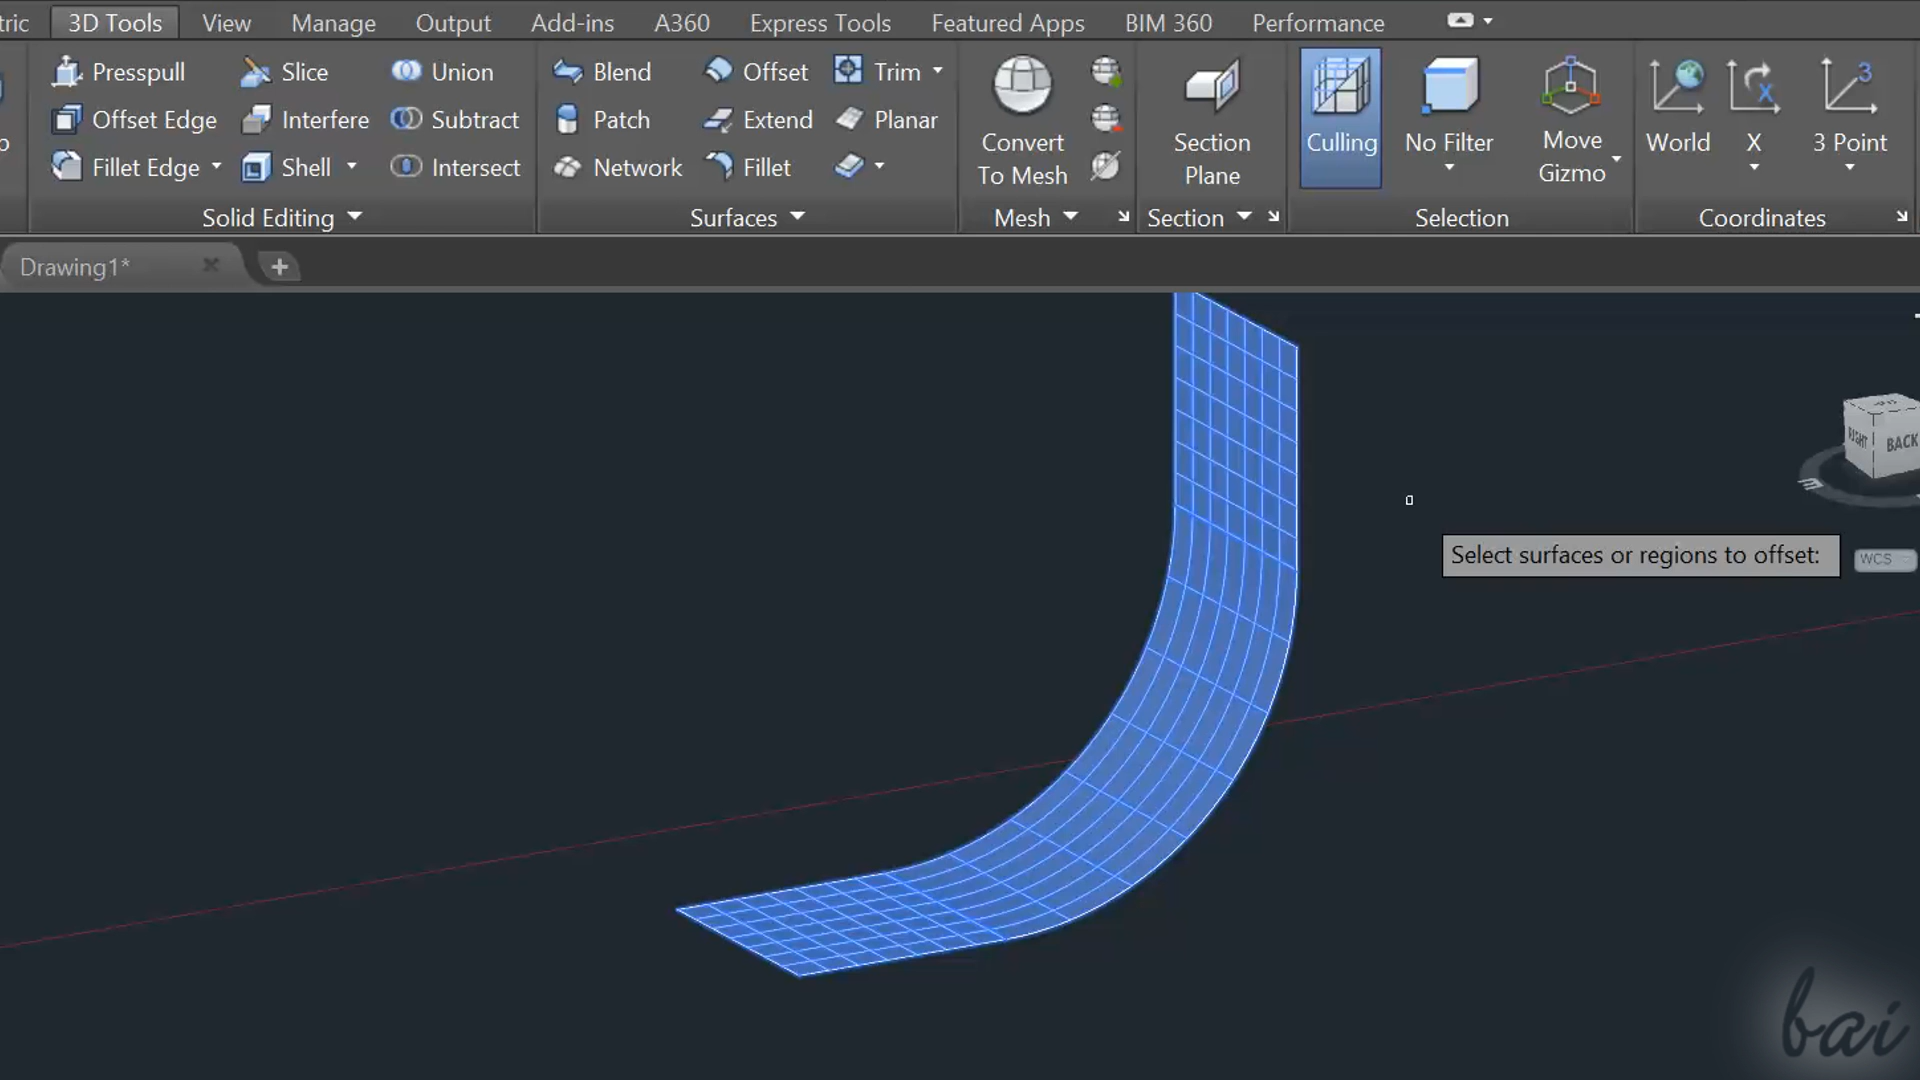 tric 3D Tools View Manage Output Add-ins A360 Express Tools Featured Apps BIM 360 Performance
Presspull Slice Union Blend Offset Trim
Offset Edge Interfere Subtract Patch Extend Planar
Fillet Edge Shell Intersect Network Fillet
Convert
To Mesh
Section
Plane
Culling
No Filter
Move
Gizmo
World
X
3 Point
Solid Editing Surfaces Mesh Section Selection Coordinates
Drawing1*
RIGHT BACK
E
Select surfaces or regions to offset:
WCS
bai